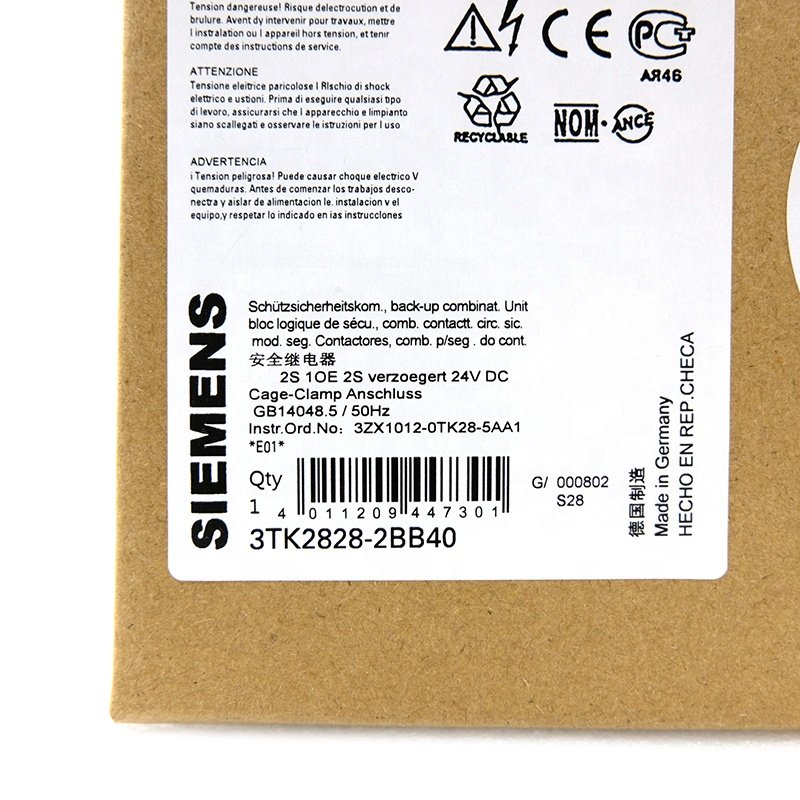 Tension dangereuse! Risque delectrocution et de
brulure. Avent dy intervenir pour travaux, mettre
l instralation ou l appareil hors tension, et tenir
compte des instructions de service.
ATTENZIONE
Tensione eleitrice paricolose l RIschio di shock
elettrico e ustioni. Prima di eseguire qualsiasi tipo
di levoro, assicurarsi che l apparecchio e limpianto
siano scallegati e osservare le istruzioni per l uso
ADVERTENCIA
i Tension peligrosa! Puede causar choque electrico V
quemaduras. Antes de comenzar los trabajos desco-
nectra y aislar de alimentacion le. instalacion v el
equipo,y respetar lo indicado en ias instrucciones
CE
PC+
АЯ46
RECYCLABLE
NOM-ANCE
SIEMENS
Schützsicherheitskom., back-up combinat. Unit
bloc logique de sécu., comb. contactt. circ. sic.
mod. seg. Contactores, comb. p/seg . do cont.
安全继电器
2S 1OE 2S verzoegert 24V DC
Cage-Clamp Anschluss
GB14048.5 / 50Hz
Instr.Ord.No: 3ZX1012-0TK28-5AA1
*E01*
Qty
1
4 011209 447301
G/ 000802
S28
3TK2828-2BB40
德国制造
Made in Germany
HECHO EN REP.CHECA